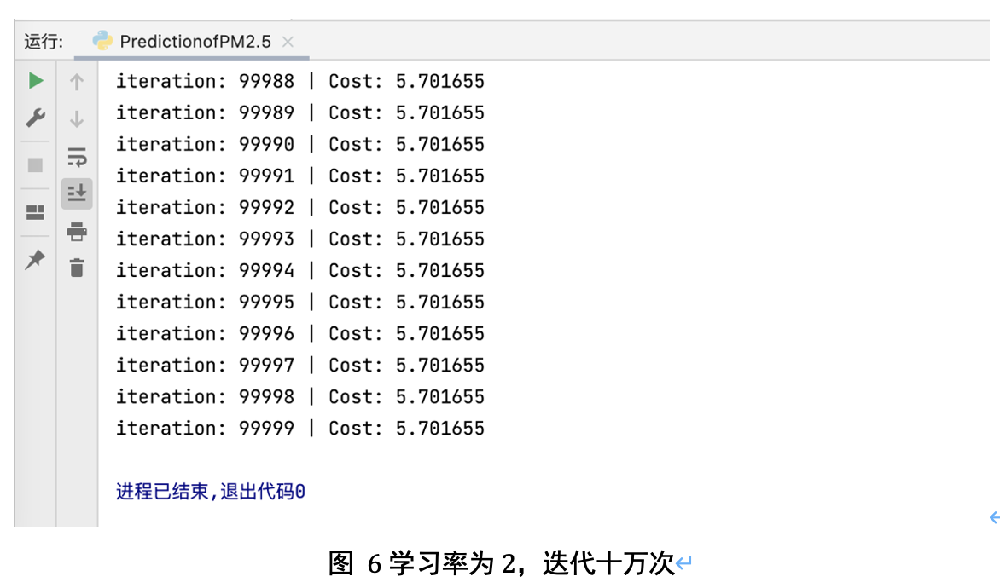 运行: PredictionofPM2.5
iteration: 99988 | Cost: 5.701655
iteration: 99989 | Cost: 5.701655
iteration: 99990 | Cost: 5.701655
iteration: 99991 | Cost: 5.701655
iteration: 99992 | Cost: 5.701655
iteration: 99993 | Cost: 5.701655
iteration: 99994 | Cost: 5.701655
iteration: 99995 | Cost: 5.701655
iteration: 99996 | Cost: 5.701655
iteration: 99997 | Cost: 5.701655
iteration: 99998 | Cost: 5.701655
iteration: 99999 | Cost: 5.701655
进程已结束,退出代码0
图 6 学习率为 2，迭代十万次